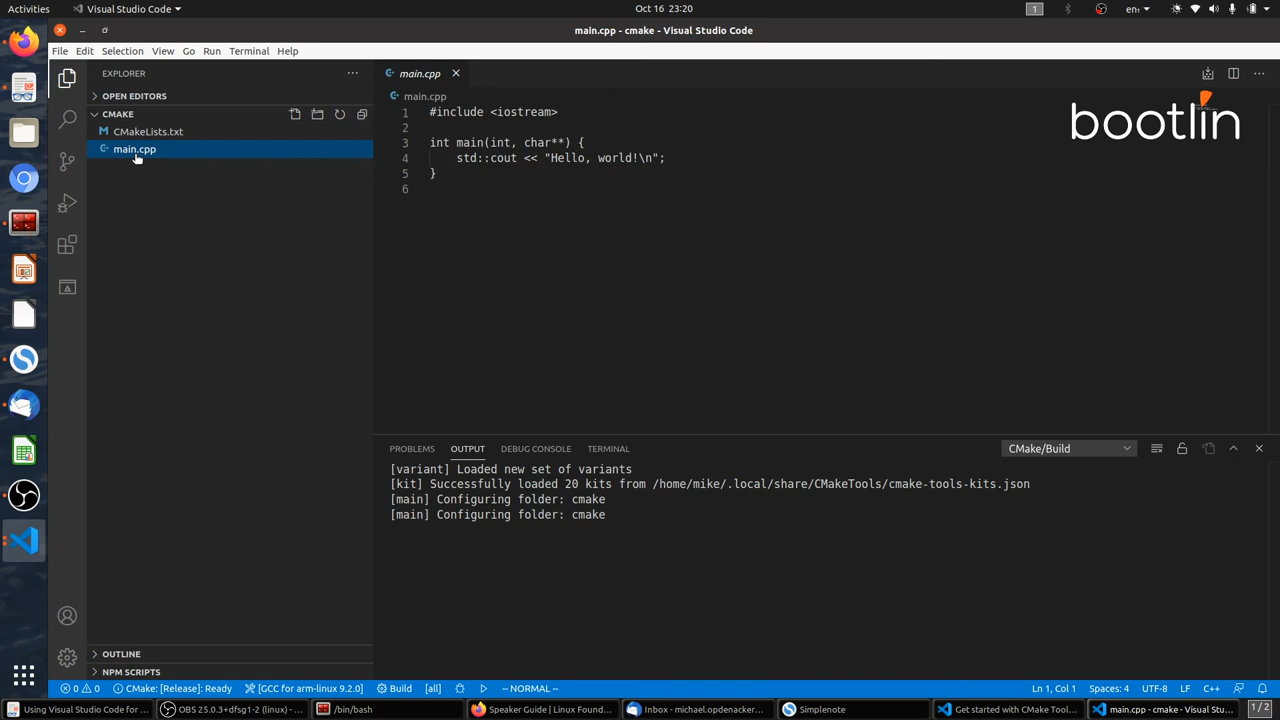 Activities
Visual Studio Code
Oct 16 23:20
1
en
main.cpp - cmake - Visual Studio Code
File Edit Selection View Go Run Terminal Help
EXPLORER
main.cpp
OPEN EDITORS
main.cpp
CMAKE
CMakeLists.txt
main.cpp
1 #include <iostream>
2
3 int main(int, char**) {
4 std::cout << "Hello, world!\n";
5 }
6
bootlin
PROBLEMS OUTPUT DEBUG CONSOLE TERMINAL
CMake/Build
[variant] Loaded new set of variants
[kit] Successfully loaded 20 kits from /home/mike/.local/share/CMakeTools/cmake-tools-kits.json
[main] Configuring folder: cmake
[main] Configuring folder: cmake
OUTLINE
NPM SCRIPTS
0 0 CMake: [Release]: Ready [GCC for arm-linux 9.2.0] Build [all] -- NORMAL -- Ln 1, Col 1 Spaces: 4 UTF-8 LF C++
Using Visual Studio Code for ... OBS 25.0.3+dfsg1-2 (linux) - ... /bin/bash Speaker Guide | Linux Found... Inbox - michael.opdenacker... Simplenote Get started with CMake Tool... main.cpp - cmake - Visual Stu... 1 / 2